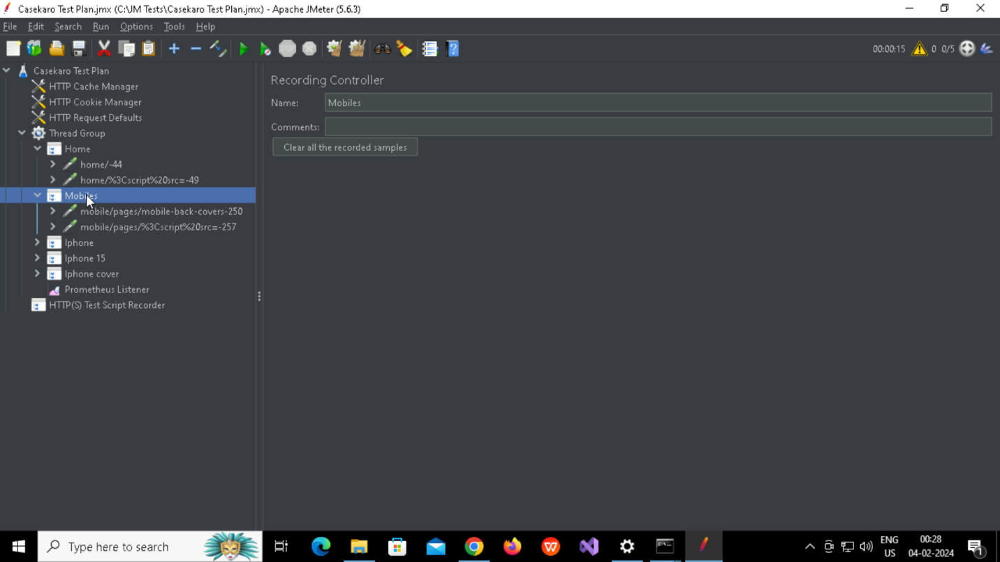 Casekaro Test Plan.jmx (C:\JM Tests\Casekaro Test Plan.jmx) - Apache JMeter (5.6.3)
File Edit Search Run Options Tools Help
STOP 00:00:15 0 0/5
Casekaro Test Plan
HTTP Cache Manager
HTTP Cookie Manager
HTTP Request Defaults
Thread Group
Home
home/-44
home/%3Cscript%20src=-49
Mobiles
mobile/pages/mobile-back-covers-250
mobile/pages/%3Cscript%20src=-257
Iphone
Iphone 15
Iphone cover
Prometheus Listener
HTTP(S) Test Script Recorder
Recording Controller
Name: Mobiles
Comments:
Clear all the recorded samples
Type here to search
ENG
US
00:28
04-02-2024
1